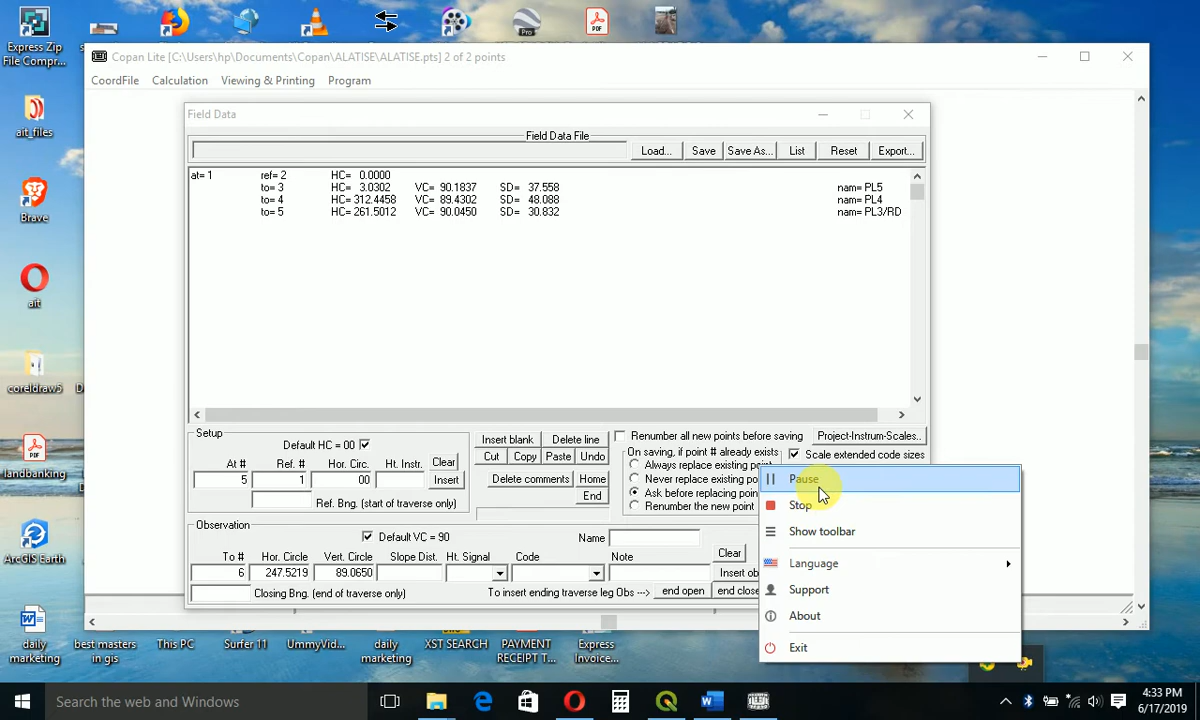 Express Zip
File Compr...
Pro
ait_files
Brave
ait
coreldraw5
landbanking
ArcGIS Earth
daily
marketing
best masters
in gis
This PC
Surfer 11
UmmyVid...
daily
marketing
XST SEARCH
PAYMENT
RECEIPT T...
Express
Invoice...
Copan Lite [C:\Users\hp\Documents\Copan\ALATISE\ALATISE.pts] 2 of 2 points
CoordFile Calculation Viewing & Printing Program
Field Data
Field Data File
Load... Save Save As... List Reset Export...
at= 1 ref= 2 HC= 0.0000
to= 3 HC= 3.0302 VC= 90.1837 SD= 37.558 nam= PL5
to= 4 HC= 312.4458 VC= 89.4302 SD= 48.088 nam= PL4
to= 5 HC= 261.5012 VC= 90.0450 SD= 30.832 nam= PL3/RD
Setup
Default HC = 00
At # Ref. # Hor. Circ. Ht. Instr. Clear
5 1 00 Insert
Ref. Bng. (start of traverse only)
Insert blank Delete line
Cut Copy Paste Undo
Delete comments Home
End
Renumber all new points before saving
Project-Instrum-Scales..
On saving, if point # already exists
Scale extended code sizes
Always replace existing point
Never replace existing po
Ask before replacing poin
Renumber the new point
Observation
Default VC = 90
Name
To # Hor. Circle Vert. Circle Slope Dist. Ht. Signal Code Note Clear
6 247.5219 89.0650 Insert ob
Closing Bng. (end of traverse only)
To insert ending traverse leg Obs ---> end open end close
Pause
Stop
Show toolbar
Language
Support
About
Exit
Search the web and Windows
4:33 PM
6/17/2019